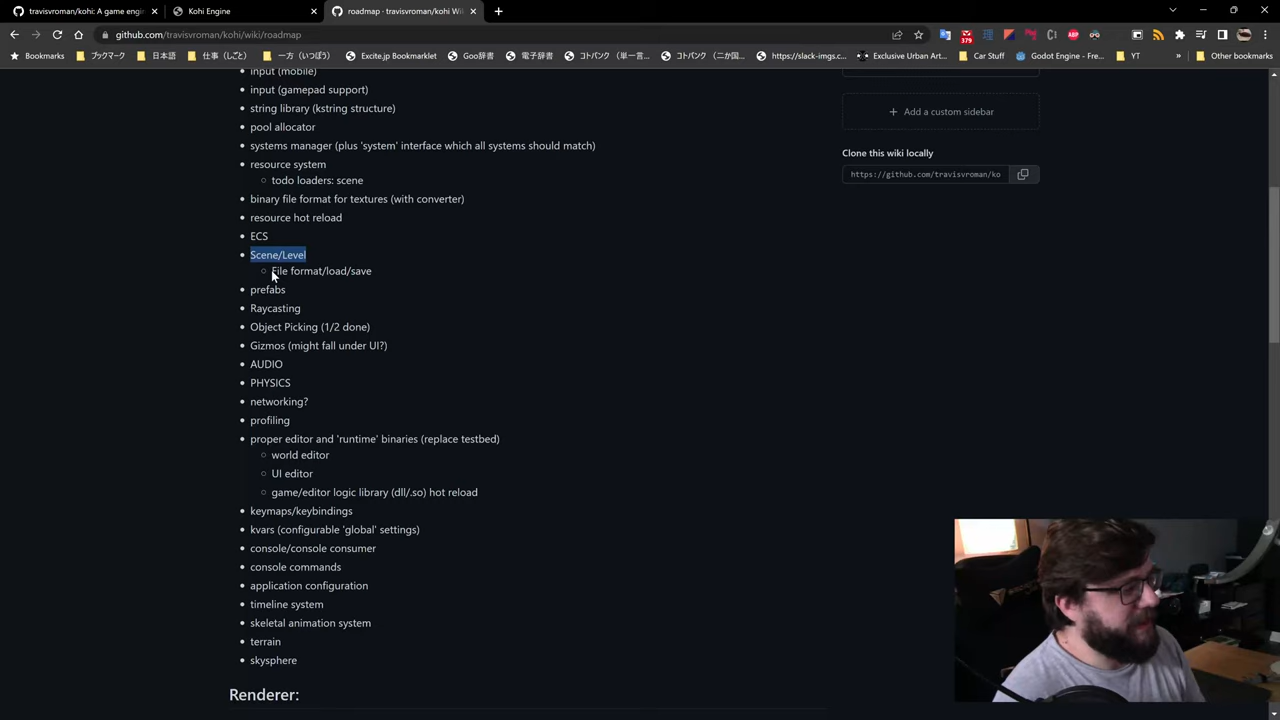 travisvroman/kohi: A game engi
Kohi Engine
roadmap · travisvroman/kohi Wi
github.com/travisvroman/kohi/wiki/roadmap
Bookmarks
ブックマーク
日本語
仕事 (しごと)
一方 (いっぽう)
Excite.jp Bookmarklet
Goo辞書
電子辞書
コトバンク (単一言...
コトバンク (二か国...
https://slack-imgs.c...
Exclusive Urban Art...
Car Stuff
Godot Engine - Fre...
YT
»
Other bookmarks
379
ABP
input (mobile)
input (gamepad support)
string library (kstring structure)
pool allocator
systems manager (plus 'system' interface which all systems should match)
resource system
todo loaders: scene
binary file format for textures (with converter)
resource hot reload
ECS
Scene/Level
File format/load/save
prefabs
Raycasting
Object Picking (1/2 done)
Gizmos (might fall under UI?)
AUDIO
PHYSICS
networking?
profiling
proper editor and 'runtime' binaries (replace testbed)
world editor
UI editor
game/editor logic library (dll/.so) hot reload
keymaps/keybindings
kvars (configurable 'global' settings)
console/console consumer
console commands
application configuration
timeline system
skeletal animation system
terrain
skysphere
Renderer:
Add a custom sidebar
Clone this wiki locally
https://github.com/travisvroman/ko